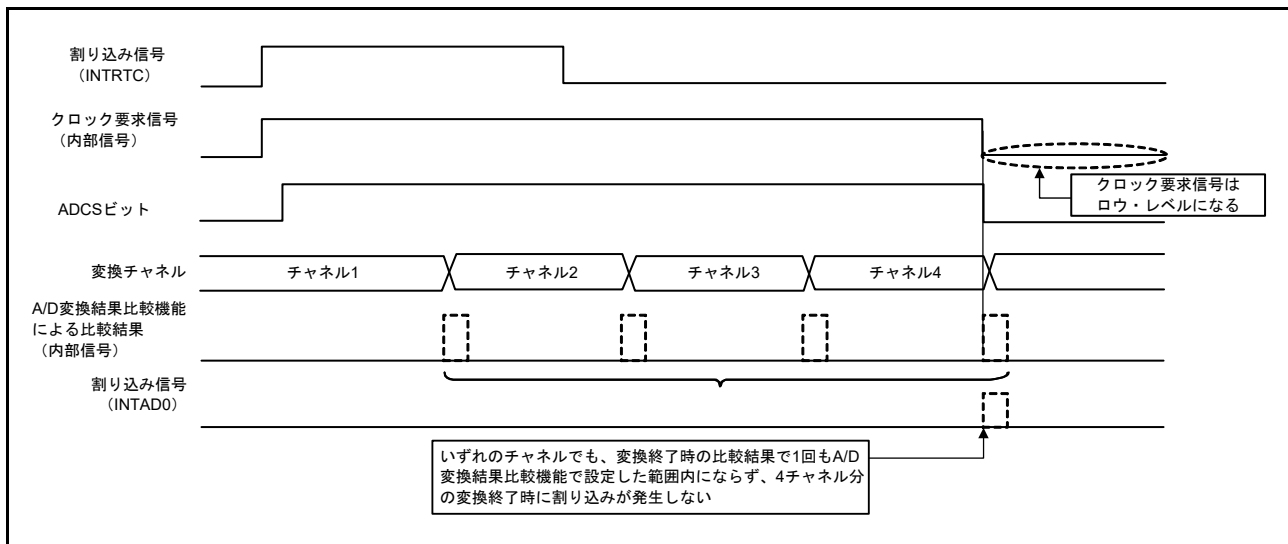 割り込み信号
（INTRTC）
クロック要求信号
（内部信号）
クロック要求信号は
ロウ・レベルになる
ADCSビット
変換チャネル
チャネル1
チャネル2
チャネル3
チャネル4
A/D変換結果比較機能
による比較結果
（内部信号）
割り込み信号
（INTAD0）
いずれのチャネルでも、変換終了時の比較結果で1回もA/D
変換結果比較機能で設定した範囲内にならず、4チャネル分
の変換終了時に割り込みが発生しない